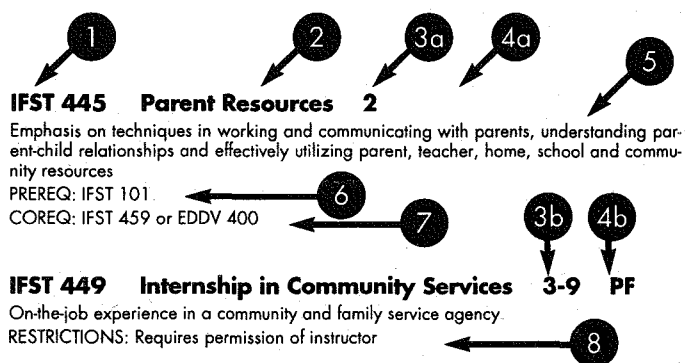 1 2 3a 4a 5
IFST 445 Parent Resources 2
Emphasis on techniques in working and communicating with parents, understanding par-
ent-child relationships and effectively utilizing parent, teacher, home, school and commu-
nity resources
PREREQ: IFST 101 6
COREQ: IFST 459 or EDDV 400 7
3b 4b
IFST 449 Internship in Community Services 3-9 PF
On-the-job experience in a community and family service agency
RESTRICTIONS: Requires permission of instructor 8